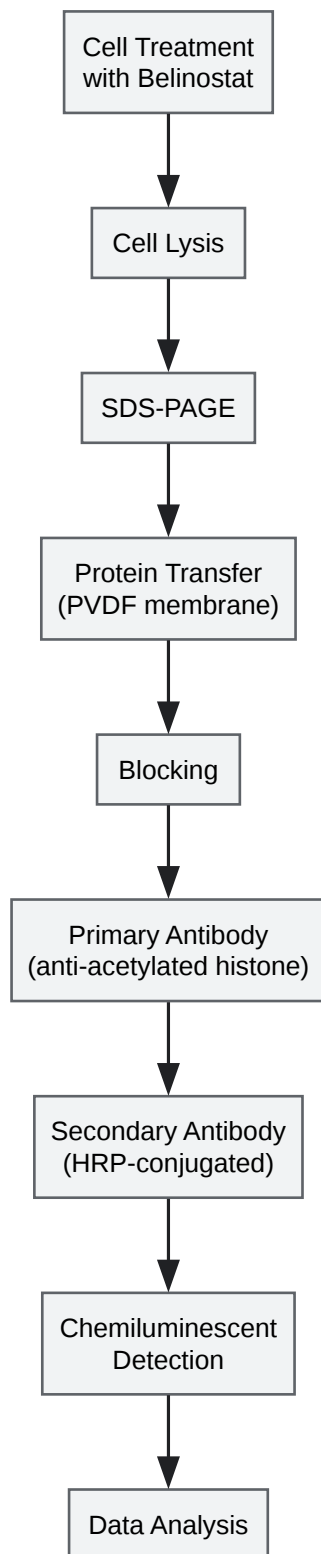 Cell Treatment
with Belinostat
Cell Lysis
SDS-PAGE
Protein Transfer
(PVDF membrane)
Blocking
Primary Antibody
(anti-acetylated histone)
Secondary Antibody
(HRP-conjugated)
Chemiluminescent
Detection
Data Analysis